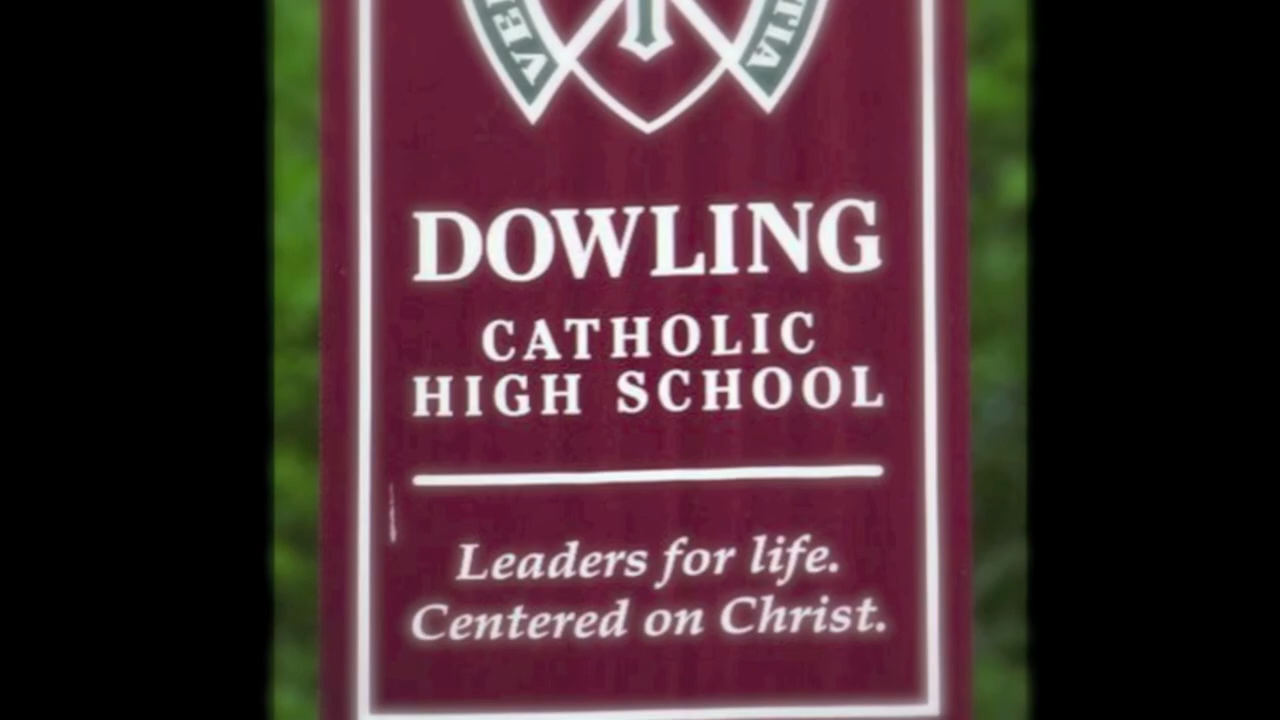 DOWLING
CATHOLIC
HIGH SCHOOL
Leaders for life.
Centered on Christ.